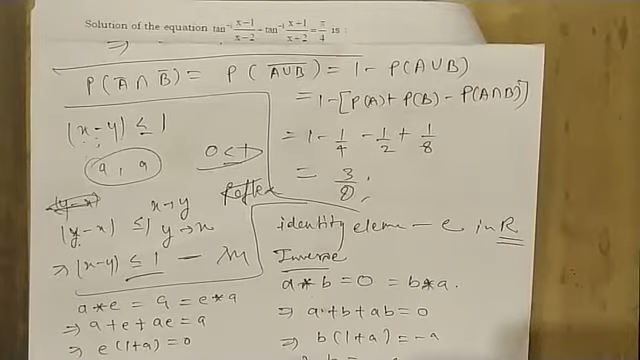 Solution of the equation tan⁻¹ (x-1)/(x-2) + tan⁻¹ (x+1)/(x+2) = π/4 is :
⇒
P(A̅ ∩ B̅) = P(A̅∪̅B̅) = 1 - P(A∪B)
= 1-[P(A)+P(B) - P(A∩B)]
= 1 - 1/4 - 1/2 + 1/8
= 3/8.
|x-y| ≤ 1
a, a
0 < 1
Reflex
|y-x|
x→y
|y-x| ≤ 1 y→x
⇒ |x-y| ≤ 1 —
a*e = a = e*a
⇒ a+e+ae = a
⇒ e(1+a) = 0
identity eleme — e in R
Inverse
a*b = 0 = b*a.
⇒ a+b+ab = 0
⇒ b(1+a) = -a